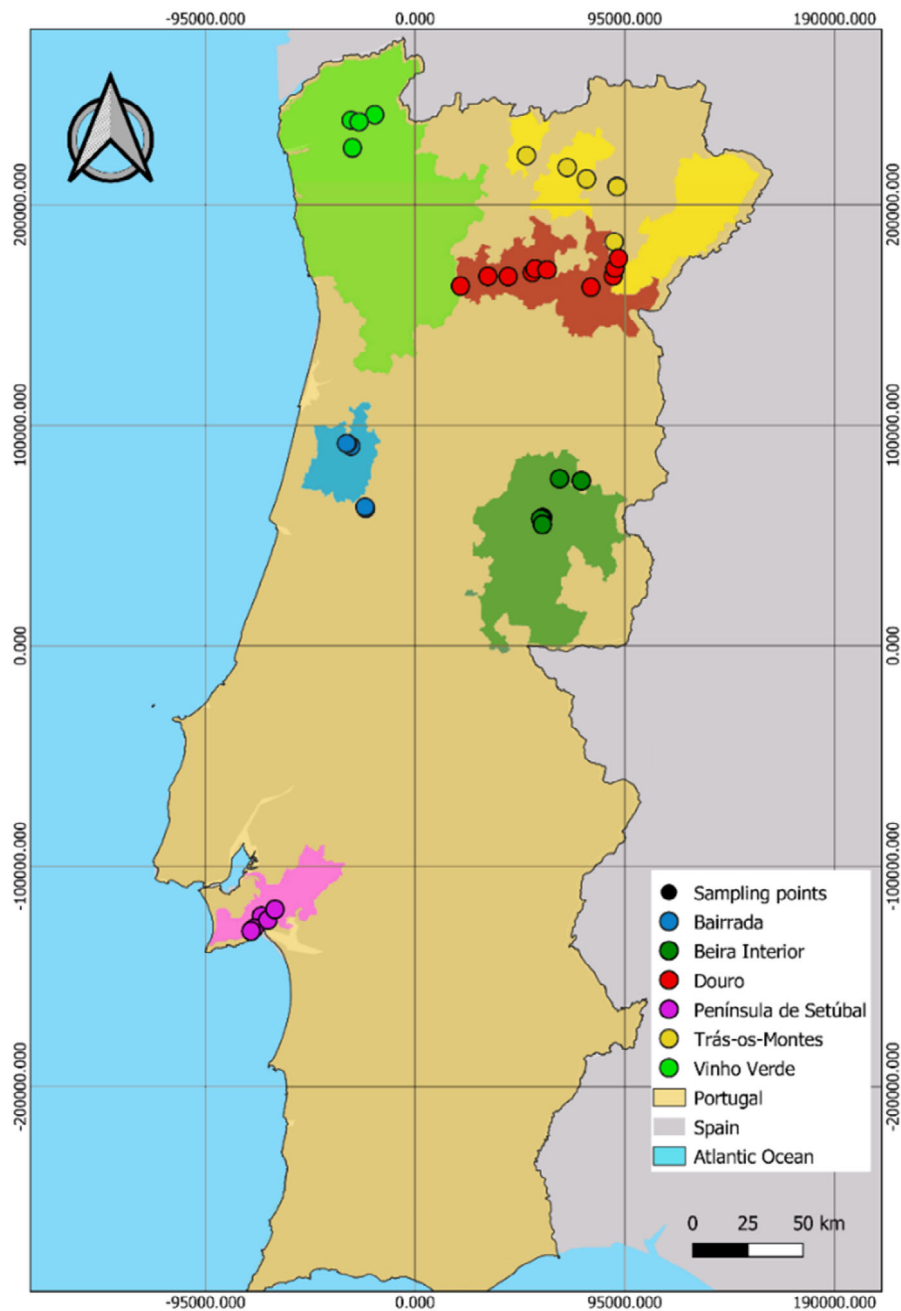 -95000.000 0.000 95000.000 190000.000
200000.000 200000.000
100000.000 100000.000
0.000 0.000
-100000.000 -100000.000
Sampling points
Bairrada
Beira Interior
Douro
Península de Setúbal
Trás-os-Montes
Vinho Verde
Portugal
Spain
Atlantic Ocean
-200000.000 -200000.000
0 25 50 km
-95000.000 0.000 95000.000 190000.000